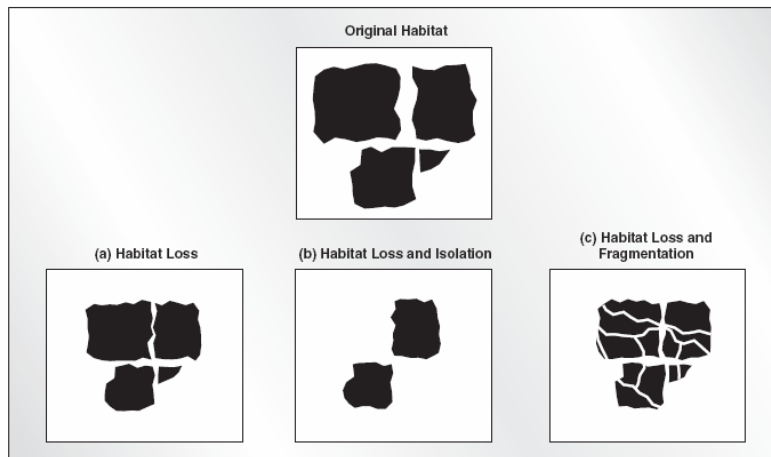 Original Habitat
(a) Habitat Loss
(b) Habitat Loss and Isolation
(c) Habitat Loss and
Fragmentation